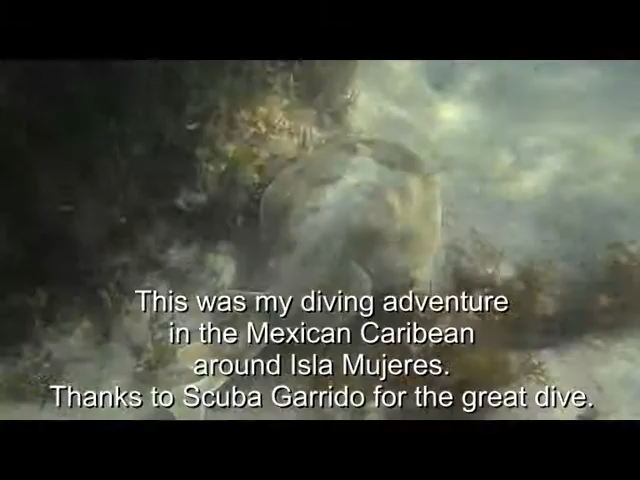 This was my diving adventure
in the Mexican Caribbean
around Isla Mujeres.
Thanks to Scuba Garrido for the great dive.